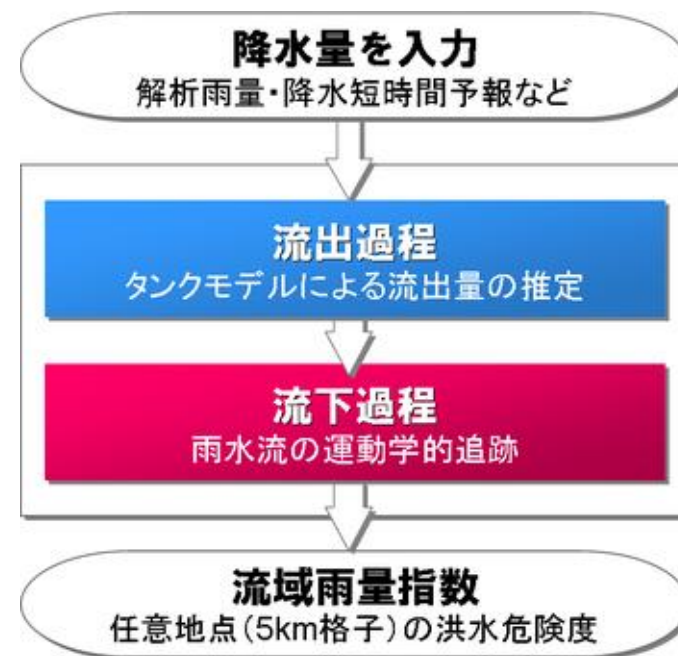 降水量を入力
解析雨量・降水短時間予報など
流出過程
タンクモデルによる流出量の推定
流下過程
雨水流の運動学的追跡
流域雨量指数
任意地点(5km格子)の洪水危険度